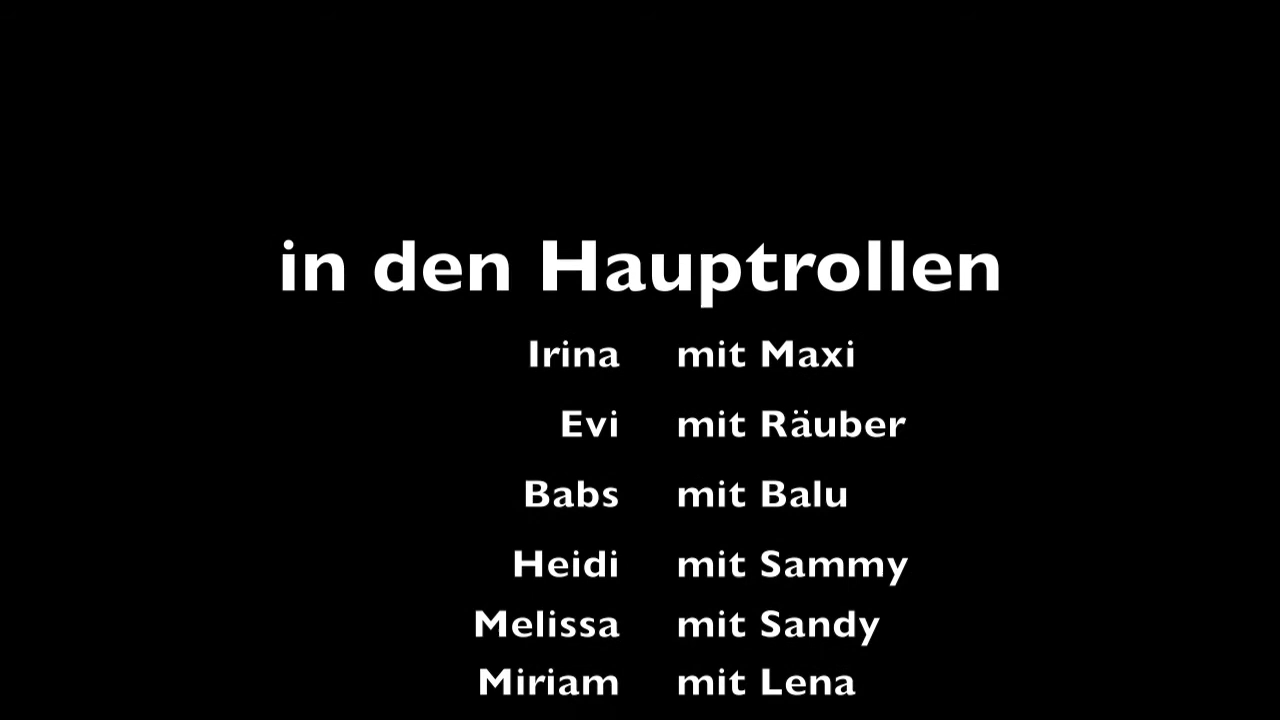 in den Hauptrollen
Irina mit Maxi
Evi mit Räuber
Babs mit Balu
Heidi mit Sammy
Melissa mit Sandy
Miriam mit Lena